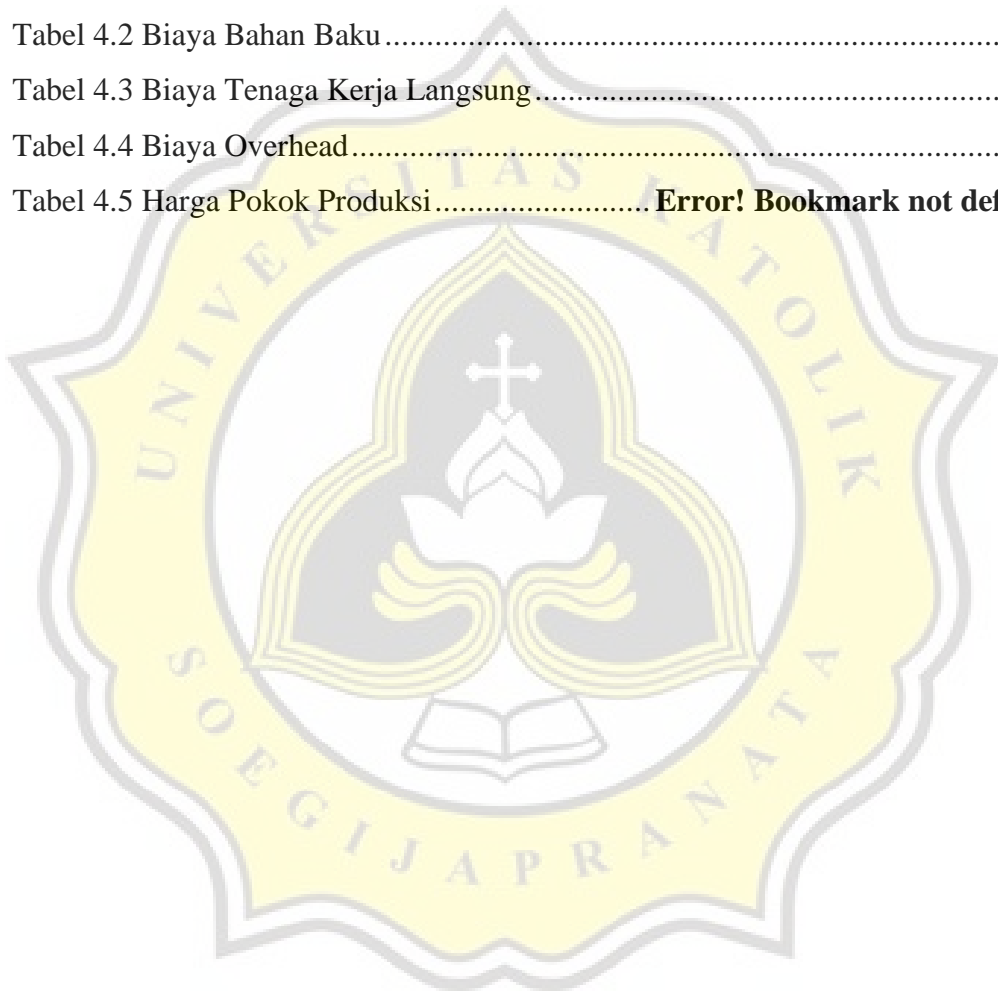 Tabel 4.2 Biaya Bahan Baku........................................................................
Tabel 4.3 Biaya Tenaga Kerja Langsung......................................................
Tabel 4.4 Biaya Overhead............................................................................
Tabel 4.5 Harga Pokok Produksi..........................Error! Bookmark not def
UNIVERSITAS KATOLIK
SOEGIJAPRANATA